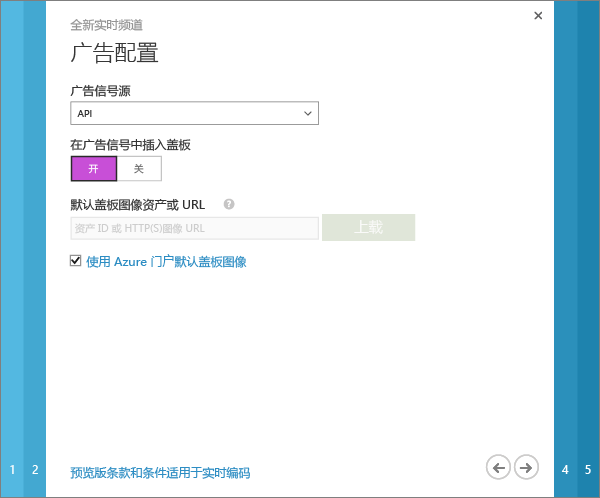 全新实时频道
广告配置
广告信号源
API
在广告信号中插入盖板
开 关
默认盖板图像资产或 URL ?
资产 ID 或 HTTP(S)图像 URL 上載
使用 Azure 门户默认盖板图像
1 2 预览版条款和条件适用于实时编码 4 5